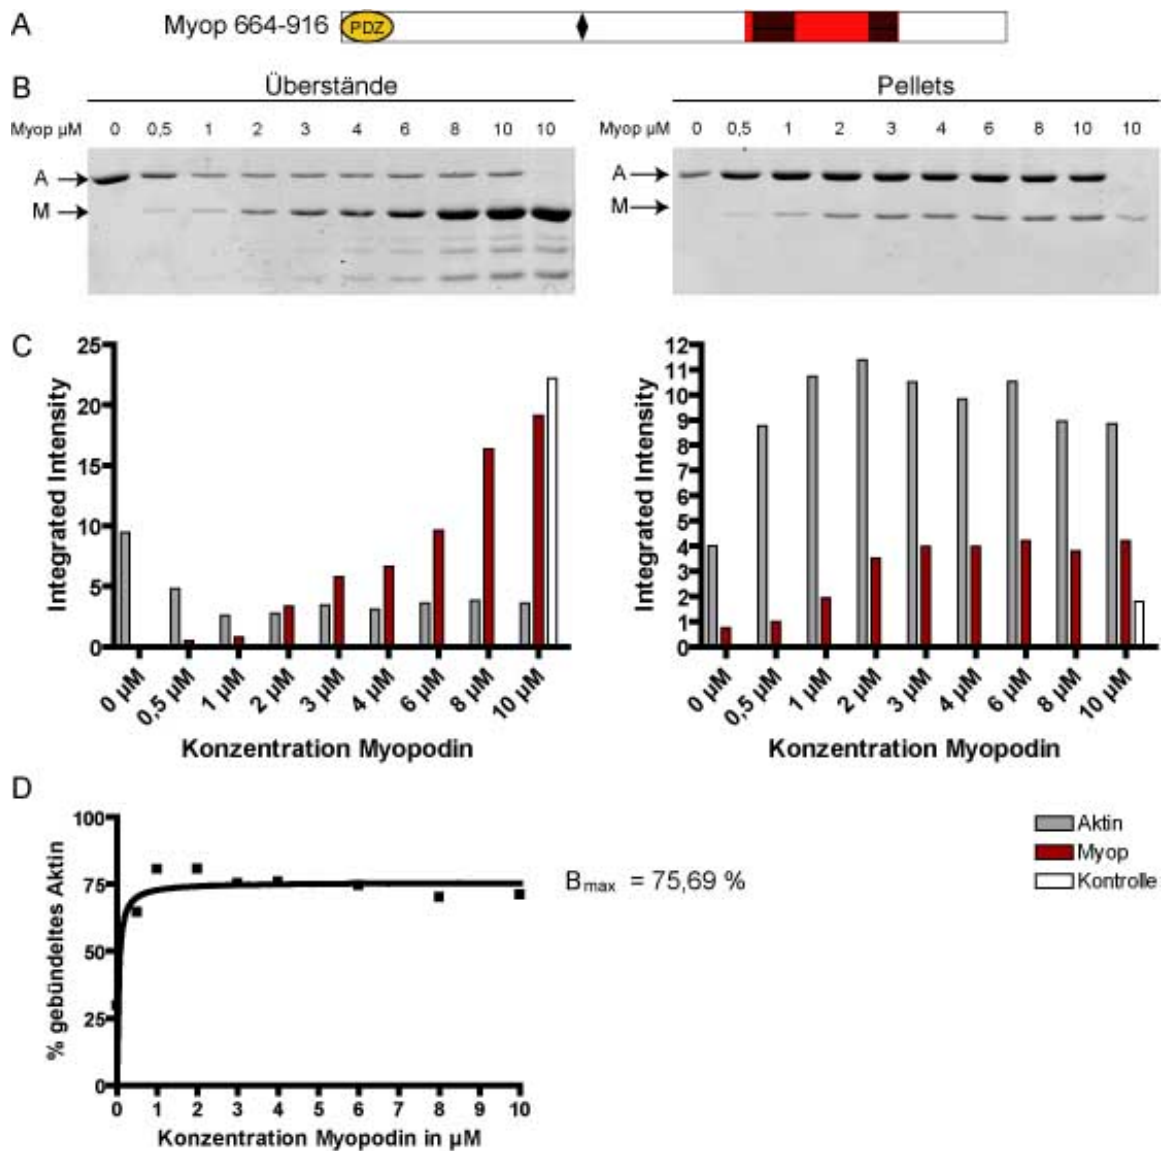 A Myop 664-916 PDZ
B Überstände Pellets
Myop µM 0 0,5 1 2 3 4 6 8 10 10 Myop µM 0 0,5 1 2 3 4 6 8 10 10
A A
M M
C
25
20
15
10
5
0
Integrated Intensity
0 µM 0,5 µM 1 µM 2 µM 3 µM 4 µM 6 µM 8 µM 10 µM
Konzentration Myopodin
12
11
10
9
8
7
6
5
4
3
2
1
0
Integrated Intensity
0 µM 0,5 µM 1 µM 2 µM 3 µM 4 µM 6 µM 8 µM 10 µM
Konzentration Myopodin
D
100
75
50
25
0
% gebündeltes Aktin
0 1 2 3 4 5 6 7 8 9 10
Konzentration Myopodin in µM
Bmax = 75,69 %
Aktin
Myop
Kontrolle